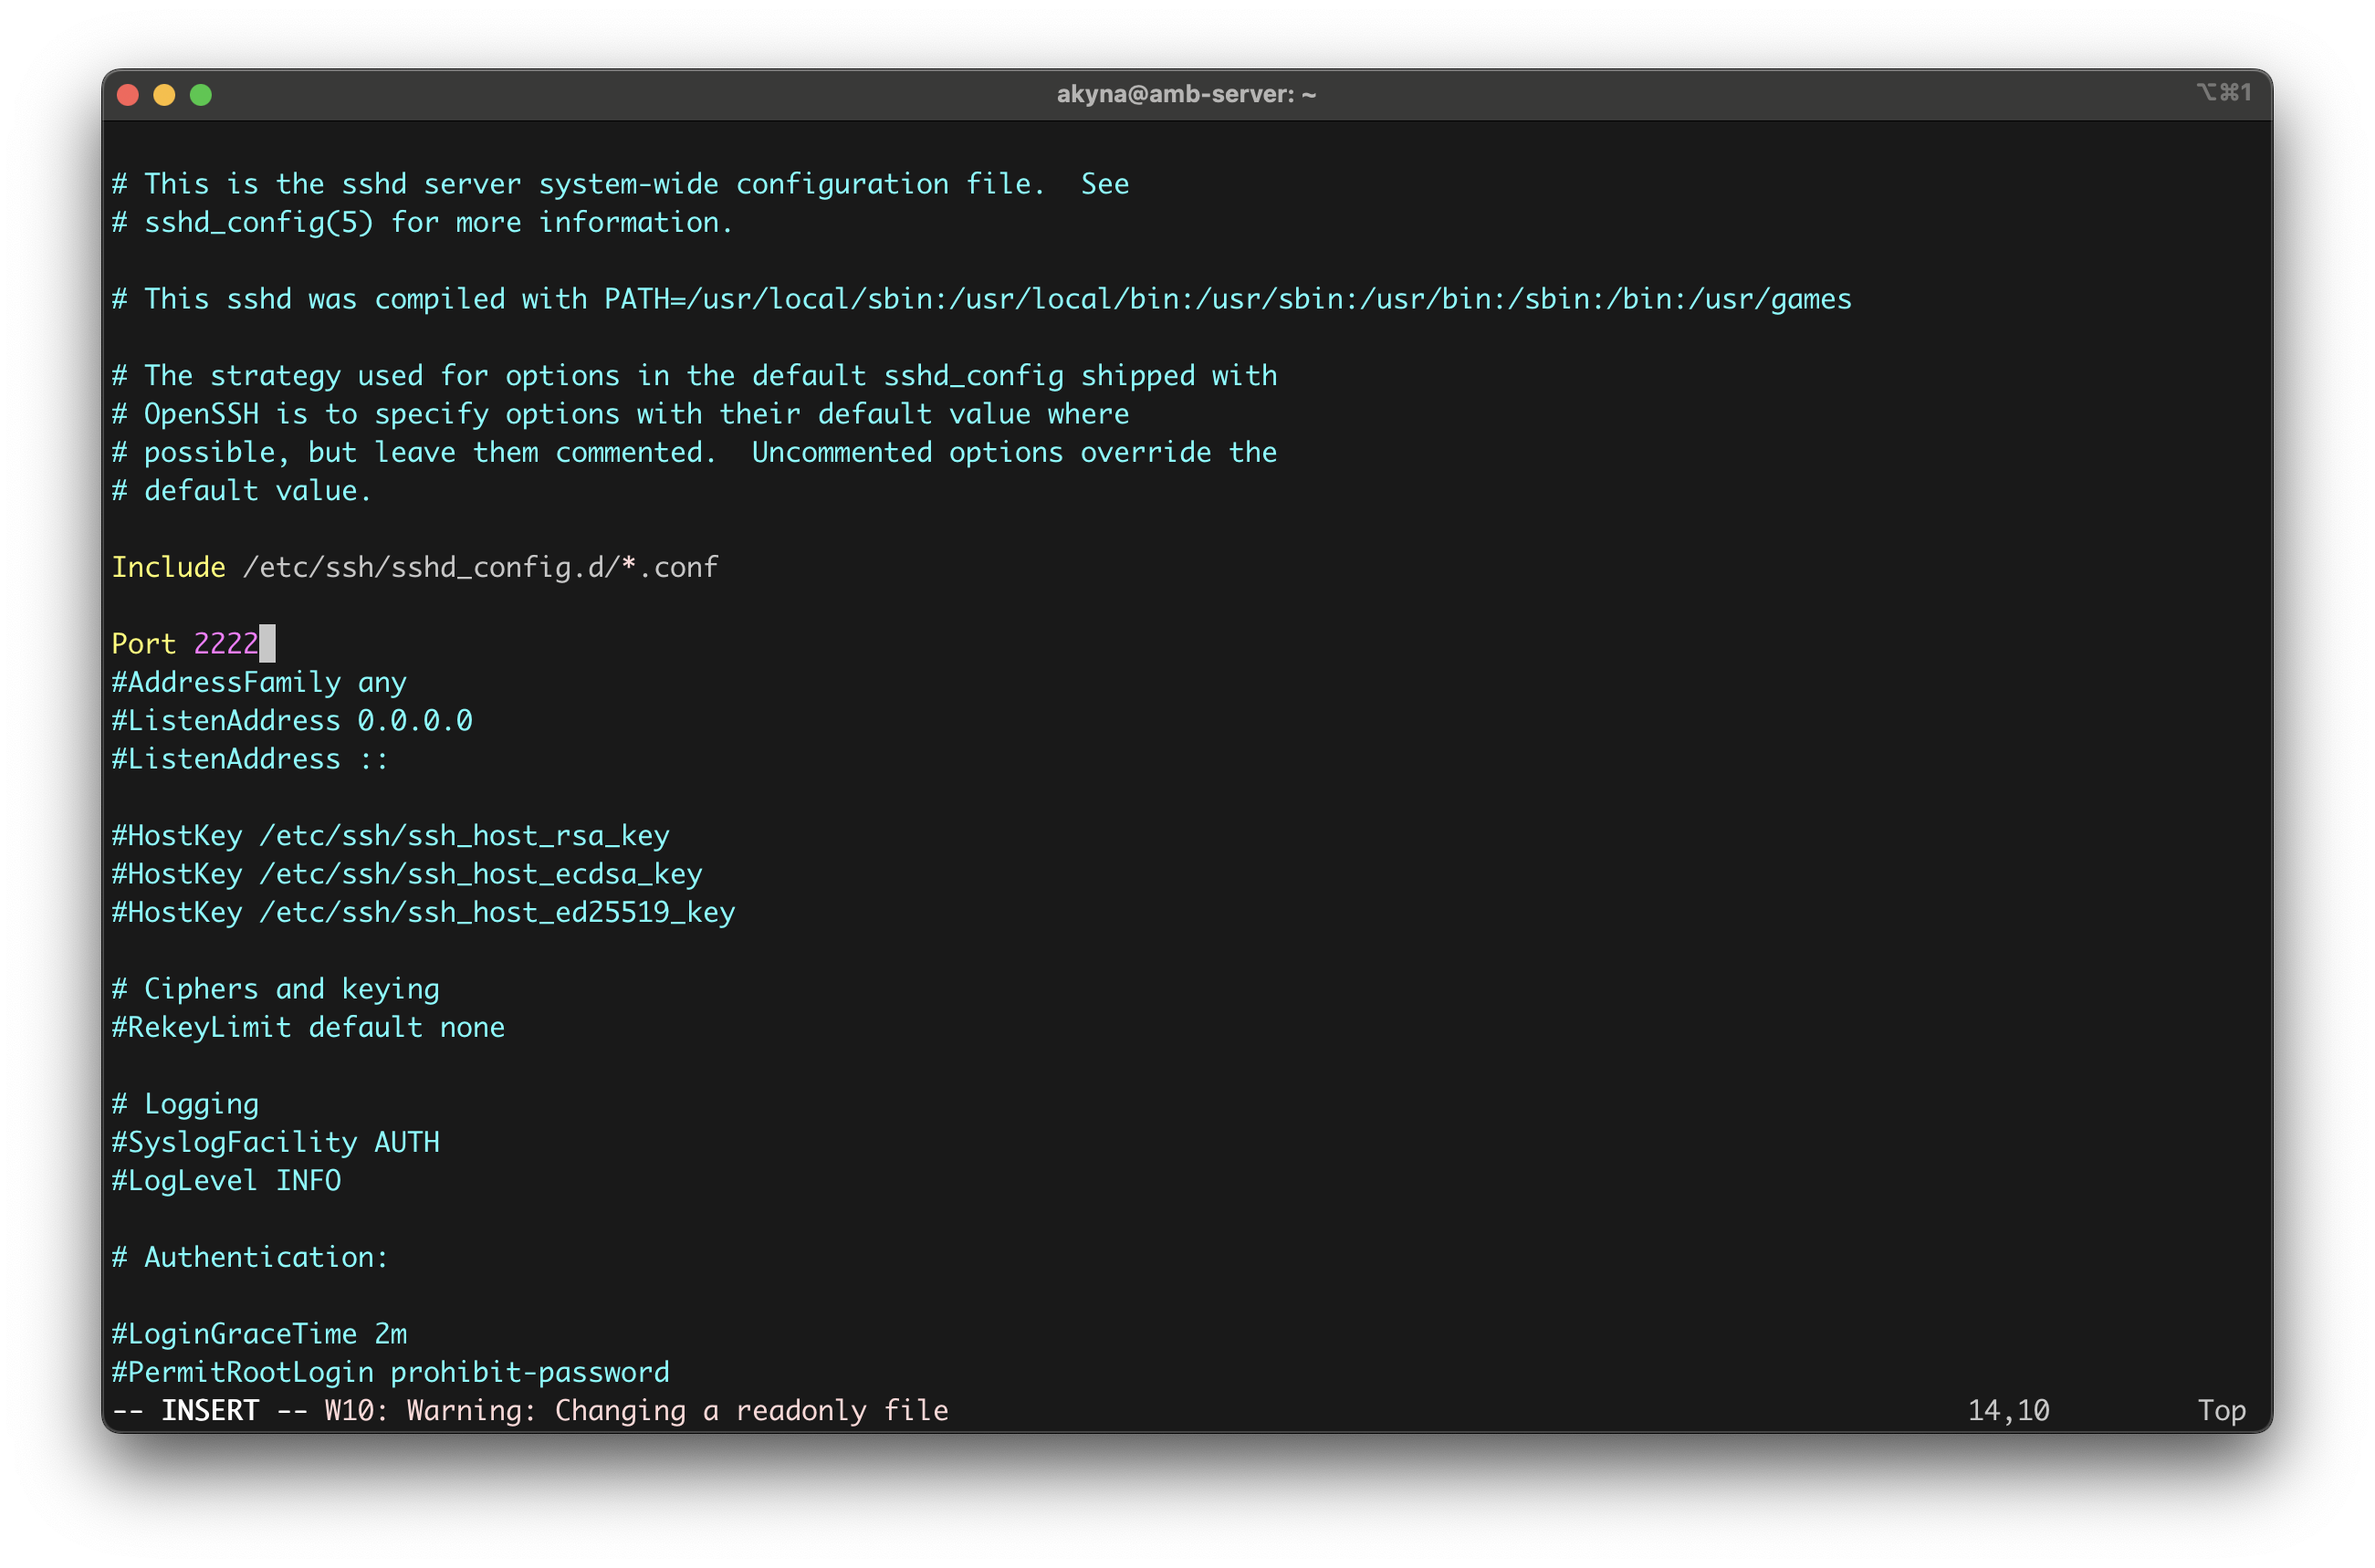 akyna@amb-server: ~
⌥⌘1
# This is the sshd server system-wide configuration file.  See
# sshd_config(5) for more information.
# This sshd was compiled with PATH=/usr/local/sbin:/usr/local/bin:/usr/sbin:/usr/bin:/sbin:/bin:/usr/games
# The strategy used for options in the default sshd_config shipped with
# OpenSSH is to specify options with their default value where
# possible, but leave them commented.  Uncommented options override the
# default value.
Include /etc/ssh/sshd_config.d/*.conf
Port 2222
#AddressFamily any
#ListenAddress 0.0.0.0
#ListenAddress ::
#HostKey /etc/ssh/ssh_host_rsa_key
#HostKey /etc/ssh/ssh_host_ecdsa_key
#HostKey /etc/ssh/ssh_host_ed25519_key
# Ciphers and keying
#RekeyLimit default none
# Logging
#SyslogFacility AUTH
#LogLevel INFO
# Authentication:
#LoginGraceTime 2m
#PermitRootLogin prohibit-password
-- INSERT -- W10: Warning: Changing a readonly file 14,10 Top